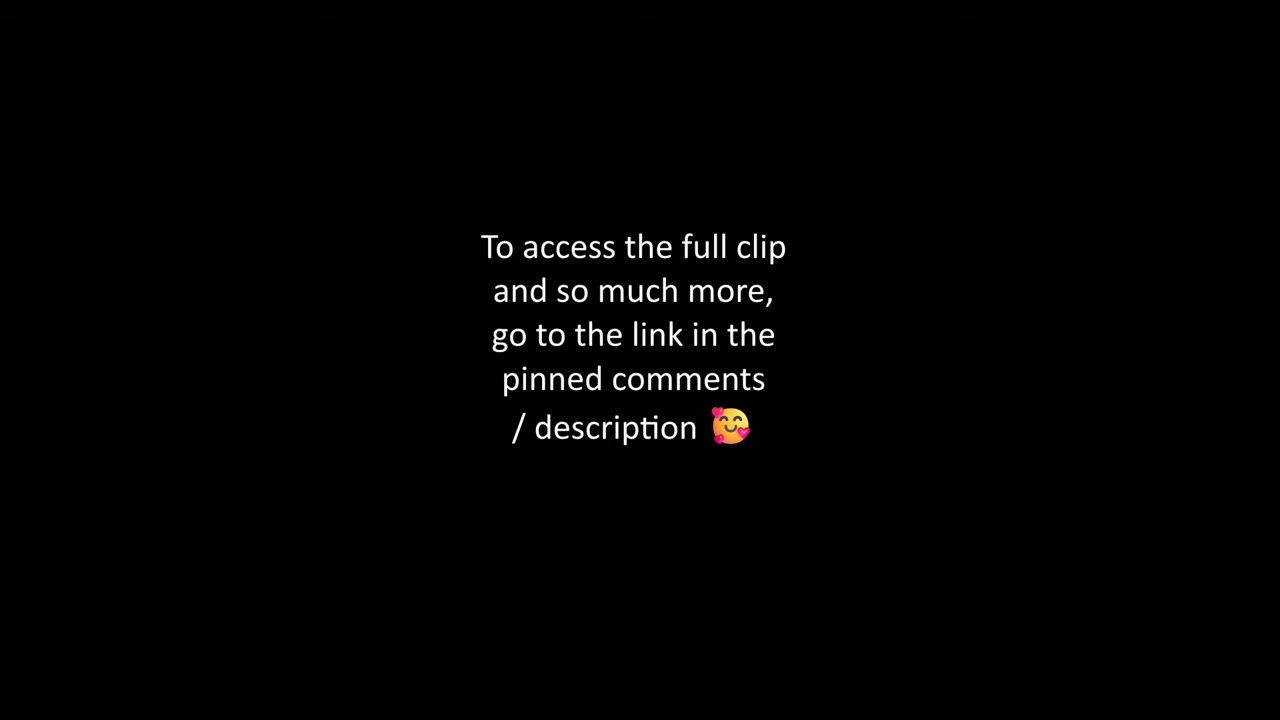 To access the full clip
and so much more,
go to the link in the
pinned comments
/ description 🥰